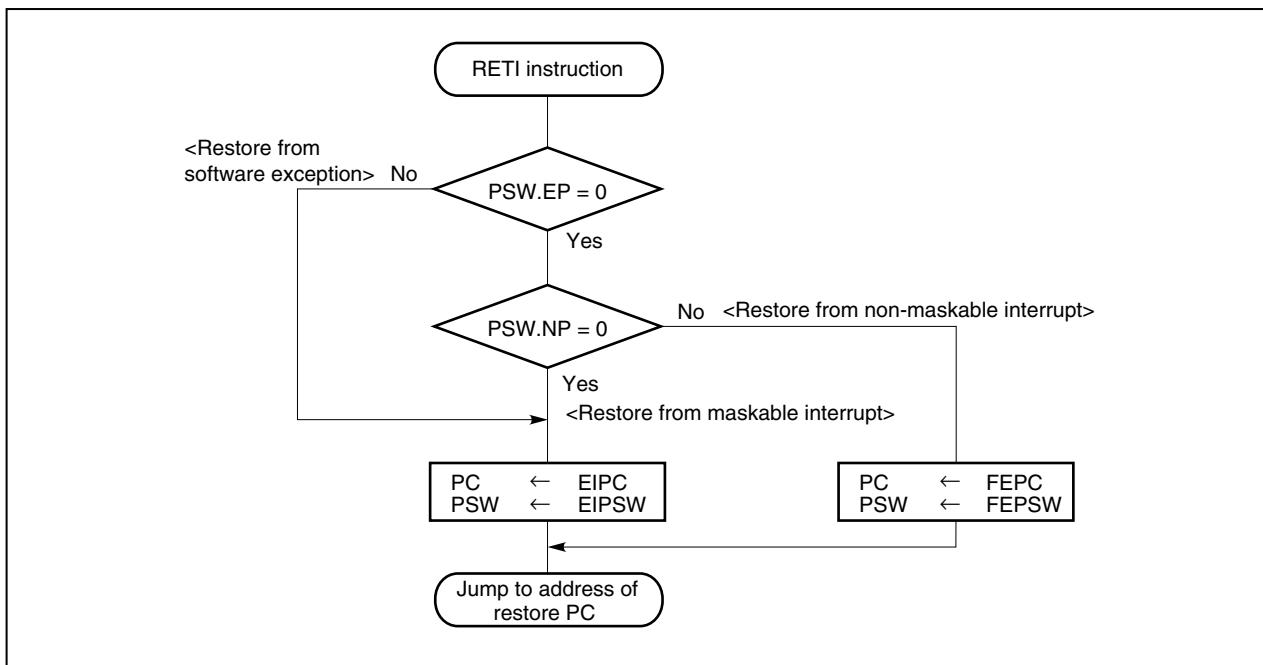 RETI instruction
<Restore from
software exception>
No
PSW.EP = 0
Yes
PSW.NP = 0
No
<Restore from non-maskable interrupt>
Yes
<Restore from maskable interrupt>
PC ← EIPC
PSW ← EIPSW
PC ← FEPC
PSW ← FEPSW
Jump to address of
restore PC